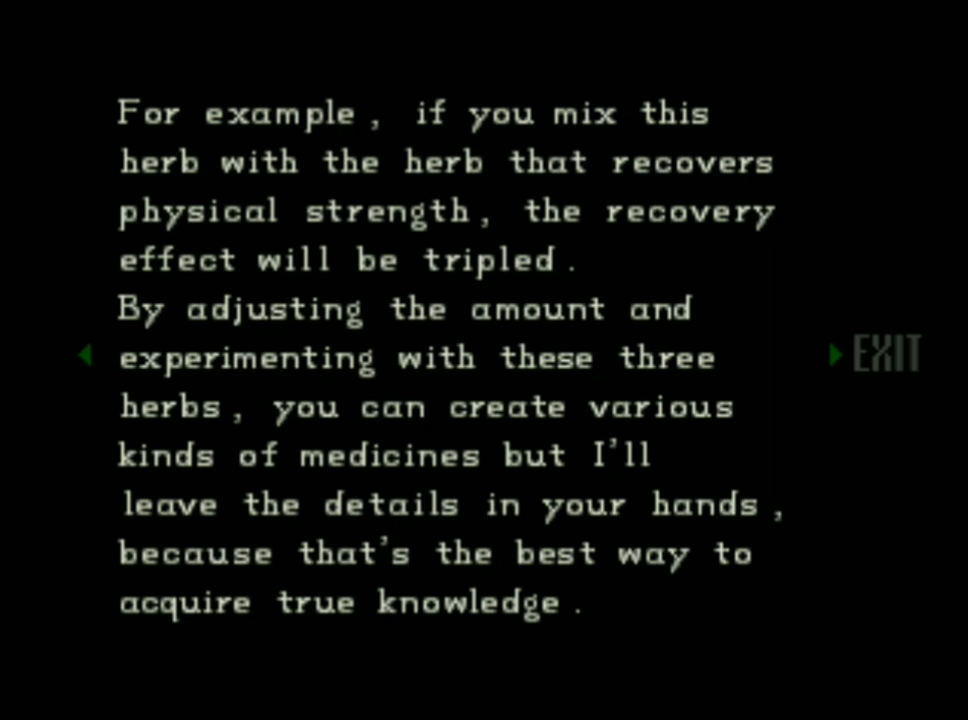 For example, if you mix this
herb with the herb that recovers
physical strength, the recovery
effect will be tripled.
By adjusting the amount and
experimenting with these three
herbs, you can create various
kinds of medicines but I'll
leave the details in your hands,
because that's the best way to
acquire true knowledge.
EXIT